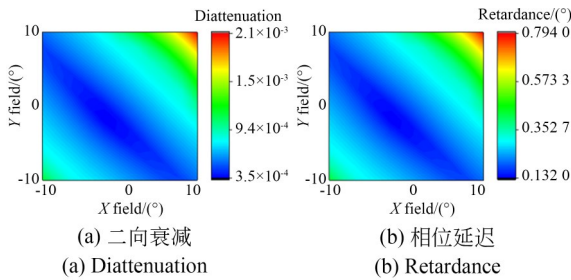 Diattenuation
10
2.1×10⁻³
1.5×10⁻³
9.4×10⁻⁴
3.5×10⁻⁴
Y field/(°)
0
-10
-10 0 10
X field/(°)
(a) 二向衰减
(a) Diattenuation
Retardance/(°)
10
0.794 0
0.573 3
0.352 7
0.132 0
Y field/(°)
0
-10
-10 0 10
X field/(°)
(b) 相位延迟
(b) Retardance